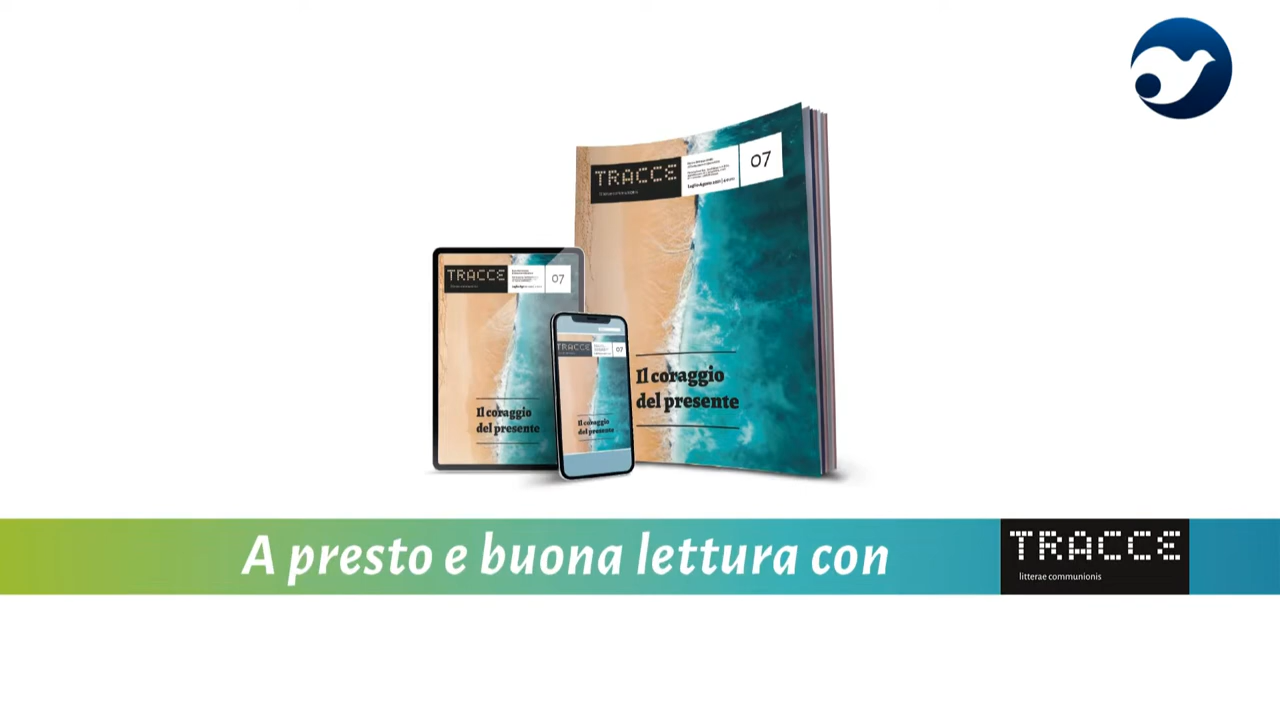 TRACCE
07
TRACCE
07
Il coraggio
del presente
TRACCE
07
Il coraggio
del presente
Il coraggio
del presente
A presto e buona lettura con
TRACCE
litterae communionis